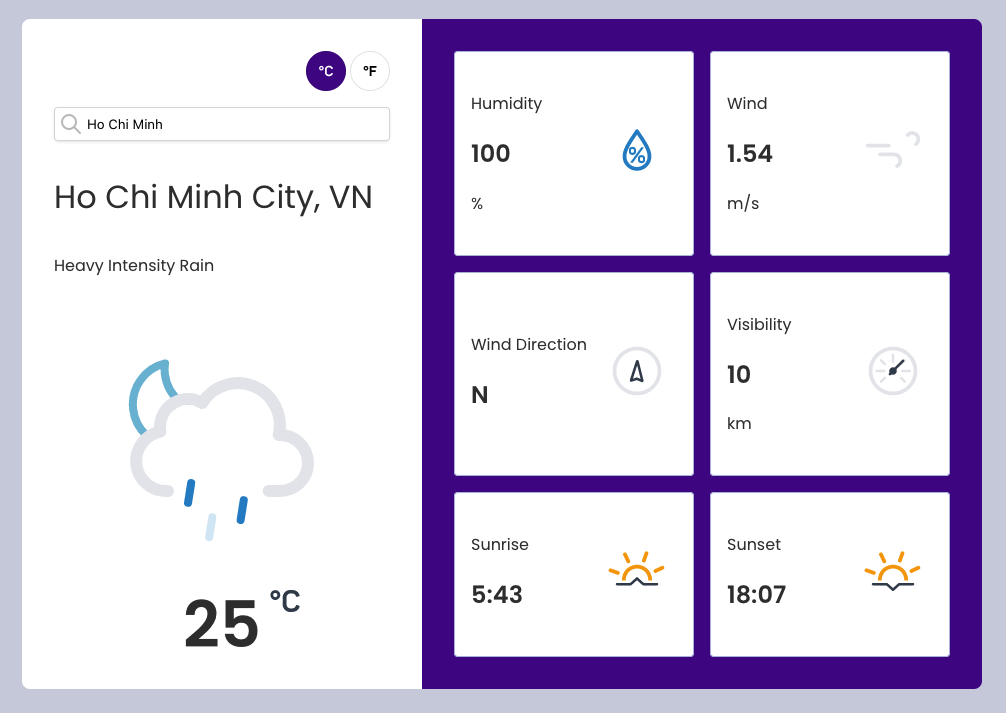 °C °F
Ho Chi Minh
Ho Chi Minh City, VN
Heavy Intensity Rain
25 °C
Humidity
100
%
%
Wind
1.54
m/s
Wind Direction
N
Visibility
10
km
Sunrise
5:43
Sunset
18:07